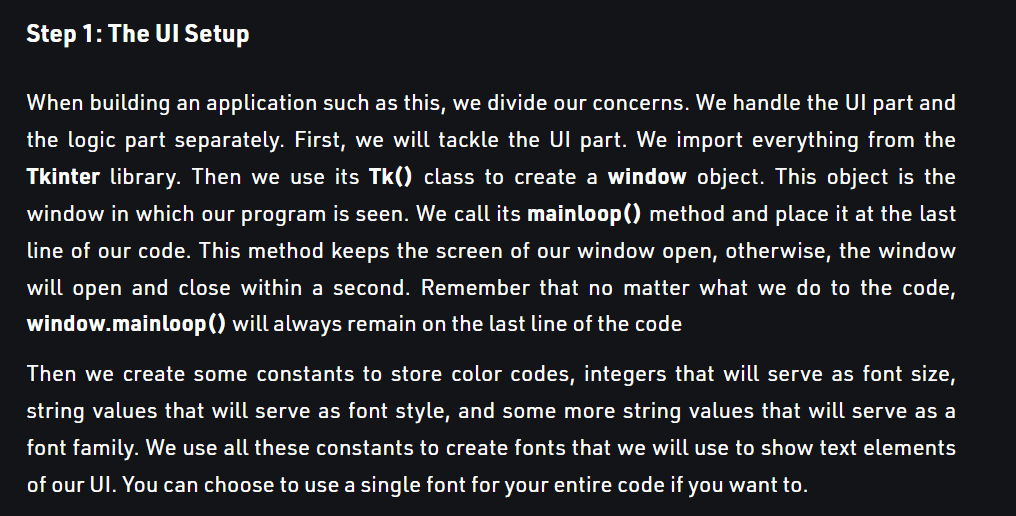 Step 1: The UI Setup
When building an application such as this, we divide our concerns. We handle the UI part and
the logic part separately. First, we will tackle the UI part. We import everything from the
Tkinter library. Then we use its Tk() class to create a window object. This object is the
window in which our program is seen. We call its mainloop() method and place it at the last
line of our code. This method keeps the screen of our window open, otherwise, the window
will open and close within a second. Remember that no matter what we do to the code,
window.mainloop() will always remain on the last line of the code
Then we create some constants to store color codes, integers that will serve as font size,
string values that will serve as font style, and some more string values that will serve as a
font family. We use all these constants to create fonts that we will use to show text elements
of our UI. You can choose to use a single font for your entire code if you want to.